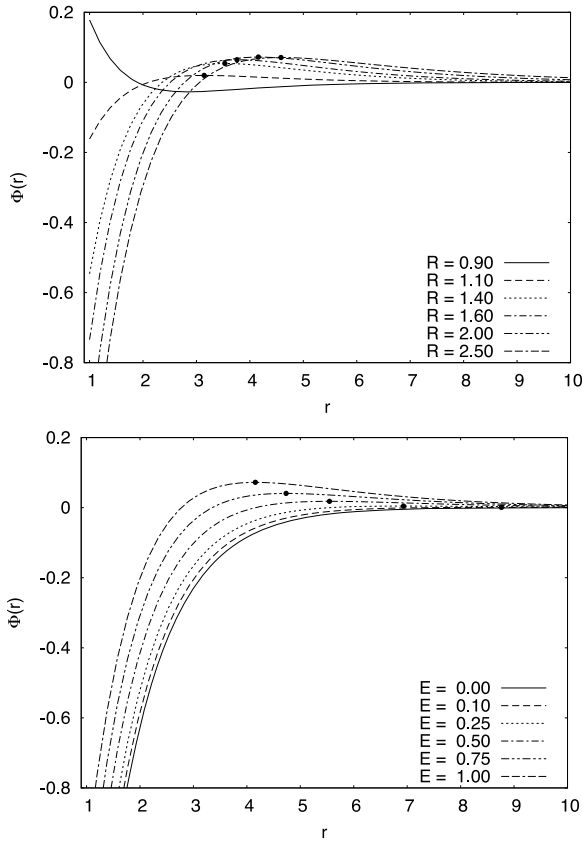 0.2
0
-0.2
-0.4
-0.6
-0.8
Φ(r)
R = 0.90
R = 1.10
R = 1.40
R = 1.60
R = 2.00
R = 2.50
1 2 3 4 5 6 7 8 9 10
r
0.2
0
-0.2
-0.4
-0.6
-0.8
Φ(r)
E = 0.00
E = 0.10
E = 0.25
E = 0.50
E = 0.75
E = 1.00
1 2 3 4 5 6 7 8 9 10
r